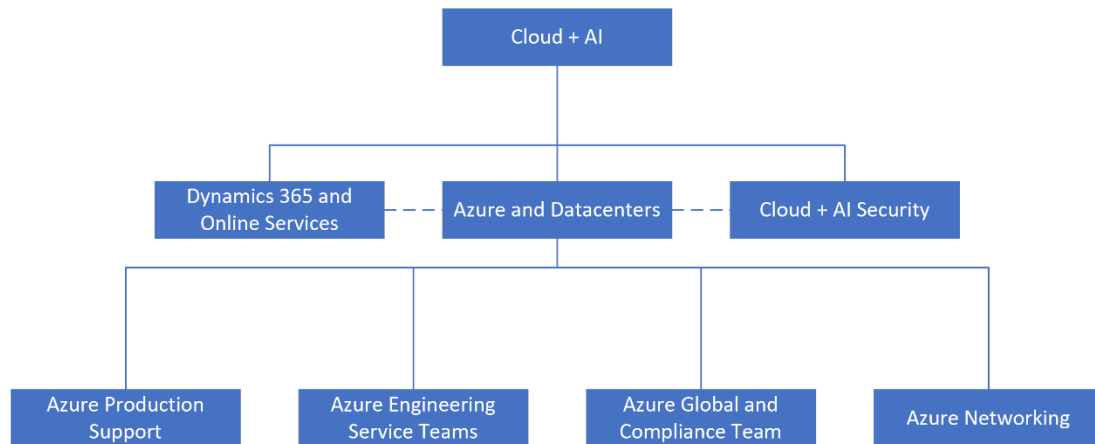 Cloud + AI
Dynamics 365 and
Online Services
Azure and Datacenters
Cloud + AI Security
Azure Production
Support
Azure Engineering
Service Teams
Azure Global and
Compliance Team
Azure Networking